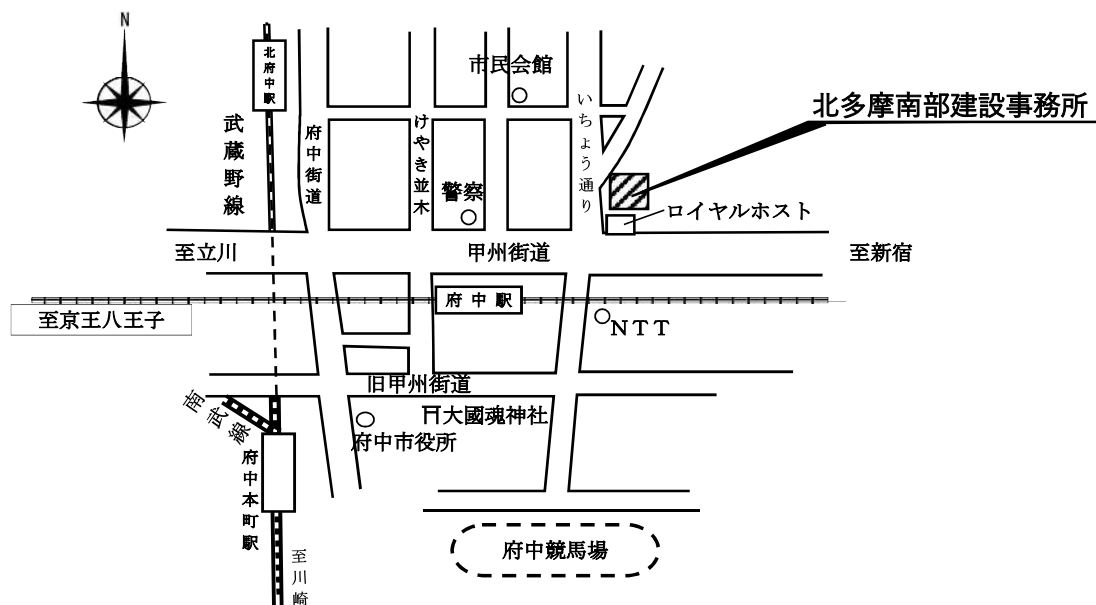 N
北府中駅
市民会館
いちょう通り
北多摩南部建設事務所
武蔵野線
府中街道
けやき並木
警察
ロイヤルホスト
至立川
甲州街道
至新宿
府中駅
至京王八王子
NTT
旧甲州街道
南武線
大國魂神社
府中市役所
府中本町駅
府中競馬場
至川崎